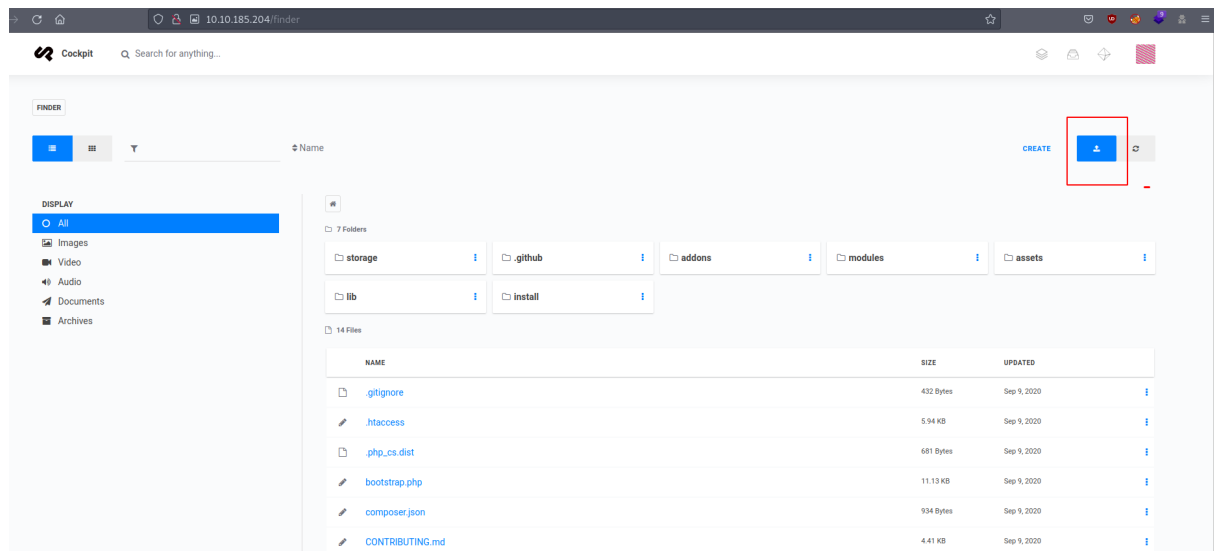 10.10.185.204/finder
Cockpit Search for anything...
FINDER
Name CREATE
DISPLAY
All
Images
Video
Audio
Documents
Archives
7 Folders
storage .github addons modules assets
lib install
14 Files
NAME SIZE UPDATED
.gitignore 432 Bytes Sep 9, 2020
.htaccess 5.94 KB Sep 9, 2020
.php_cs.dist 681 Bytes Sep 9, 2020
bootstrap.php 11.13 KB Sep 9, 2020
composer.json 934 Bytes Sep 9, 2020
CONTRIBUTING.md 4.41 KB Sep 9, 2020